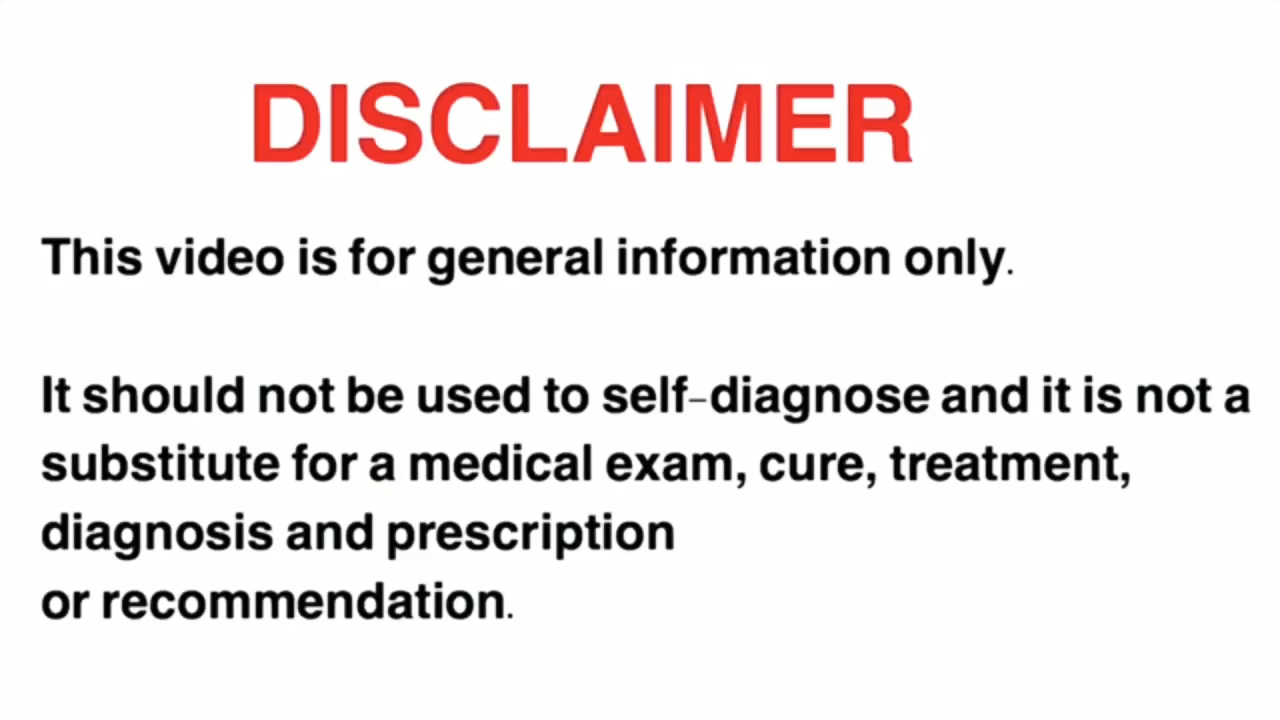 DISCLAIMER
This video is for general information only.
It should not be used to self-diagnose and it is not a
substitute for a medical exam, cure, treatment,
diagnosis and prescription
or recommendation.